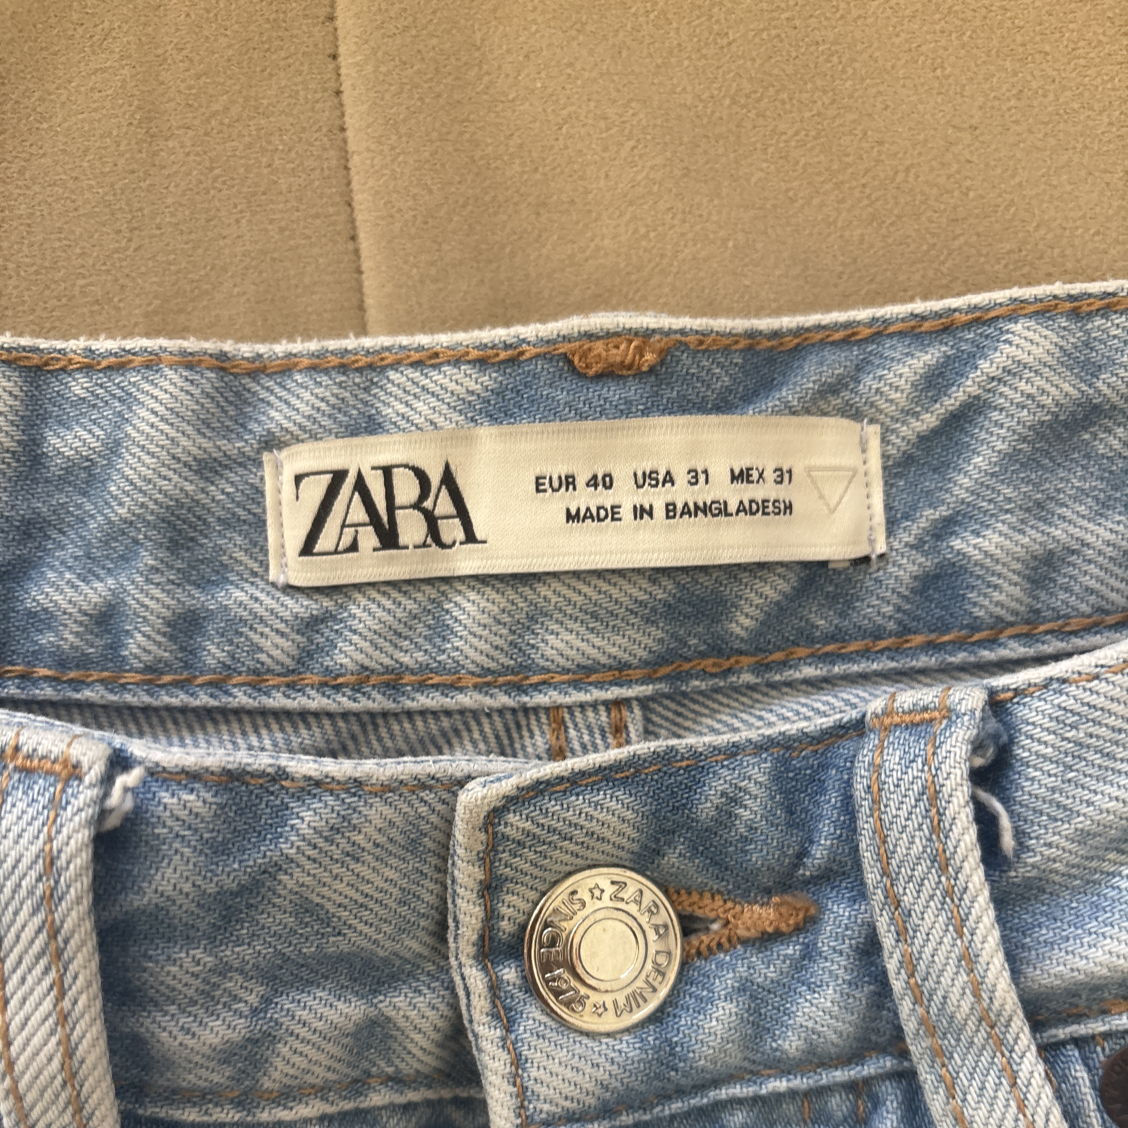 ZARA
EUR 40 USA 31 MEX 31
MADE IN BANGLADESH
ZARA DENIM ☆ SINCE 1975 ☆